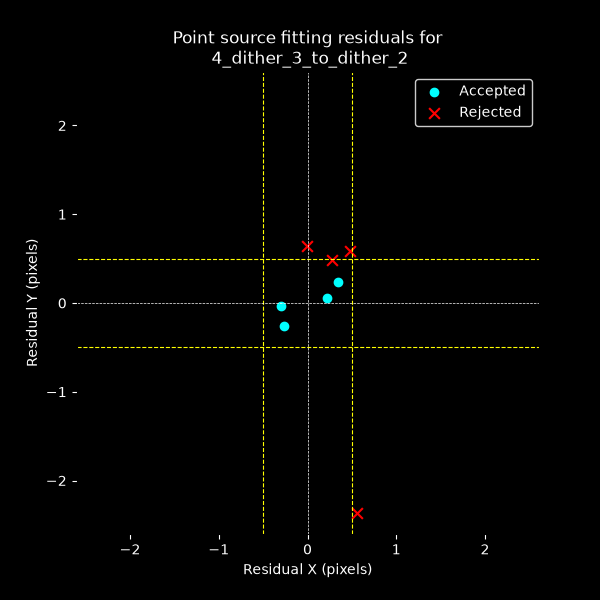 Point source fitting residuals for
4_dither_3_to_dither_2
Accepted
Rejected
Residual Y (pixels)
2
1
0
−1
−2
−2
−1
0
1
2
Residual X (pixels)